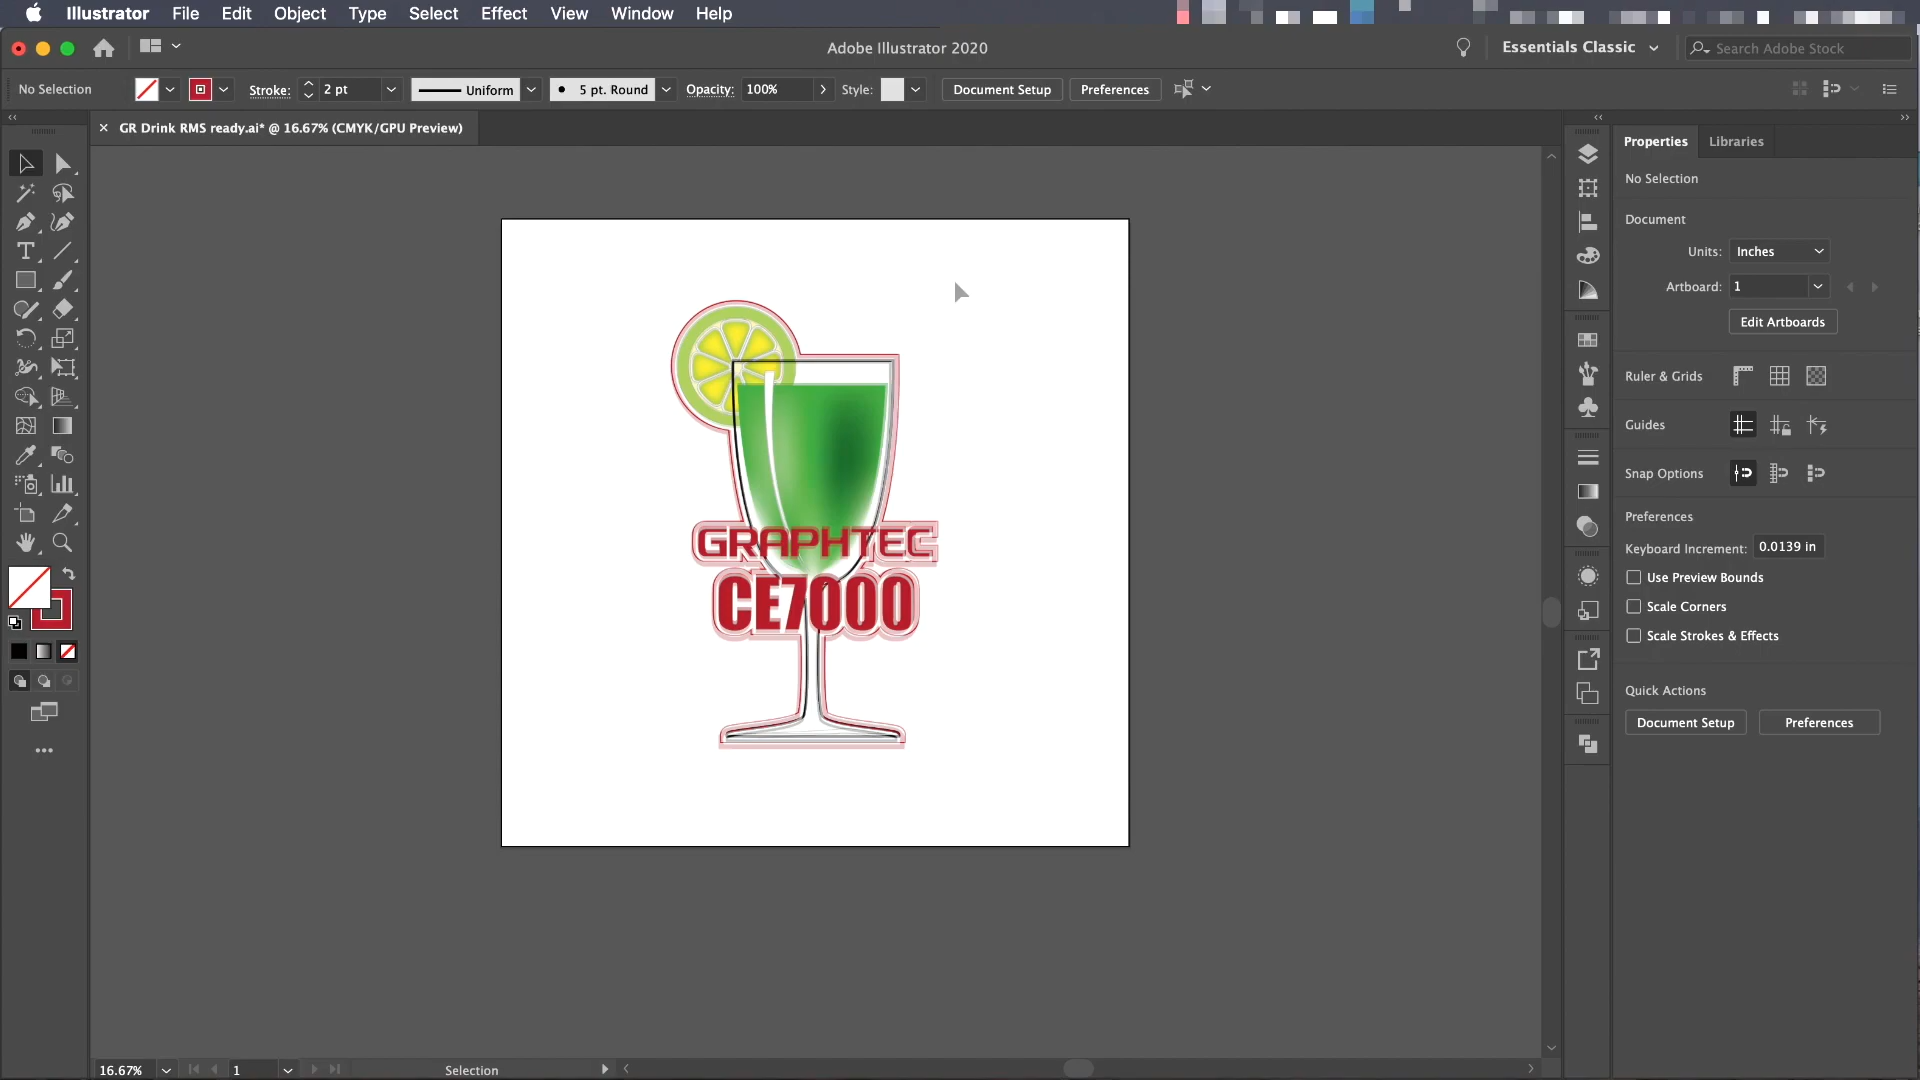 Illustrator File Edit Object Type Select Effect View Window Help
Adobe Illustrator 2020
Essentials Classic
Search Adobe Stock
No Selection
Stroke: 2 pt
Uniform
5 pt. Round
Opacity: 100%
Style:
Document Setup
Preferences
GR Drink RMS ready.ai* @ 16.67% (CMYK/GPU Preview)
GRAPHTEC
CE7000
Properties
Libraries
No Selection
Document
Units: Inches
Artboard: 1
Edit Artboards
Ruler & Grids
Guides
Snap Options
Preferences
Keyboard Increment: 0.0139 in
Use Preview Bounds
Scale Corners
Scale Strokes & Effects
Quick Actions
Document Setup
Preferences
16.67%
1
Selection